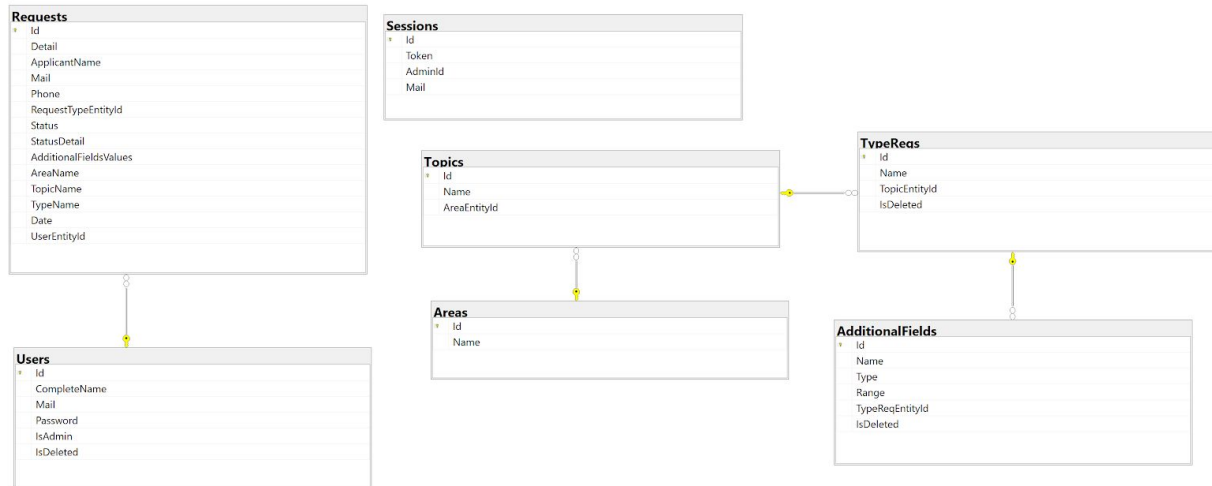 Requests
Id
Detail
ApplicantName
Mail
Phone
RequestTypeEntityId
Status
StatusDetail
AdditionalFieldsValues
AreaName
TopicName
TypeName
Date
UserEntityId
Sessions
Id
Token
AdminId
Mail
Topics
Id
Name
AreaEntityId
TypeReqs
Id
Name
TopicEntityId
IsDeleted
Areas
Id
Name
Users
Id
CompleteName
Mail
Password
IsAdmin
IsDeleted
AdditionalFields
Id
Name
Type
Range
TypeReqEntityId
IsDeleted